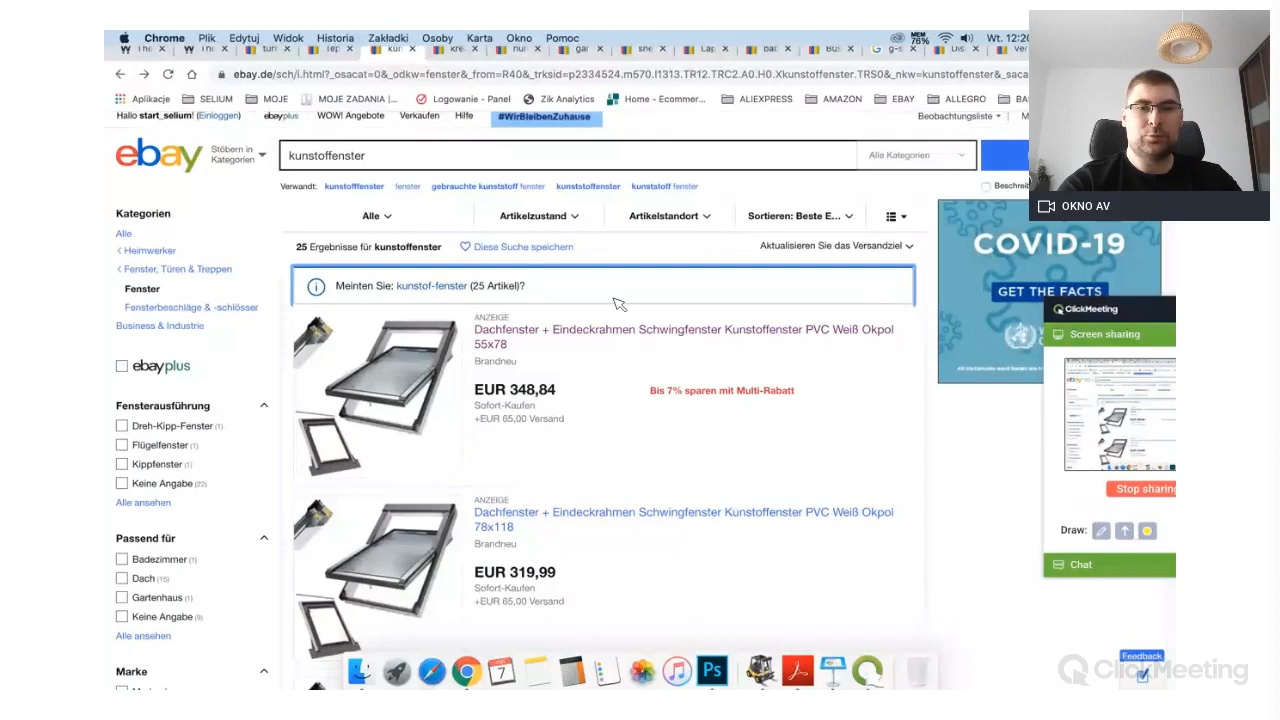 Chrome Plik Edytuj Widok Historia Zakładki Osoby Karta Okno Pomoc
MEM 76% Wt. 12:20
ebay.de/sch/i.html?_osacat=0&_odkw=fenster&_from=R40&_trksid=p2334524.m570.l1313.TR12.TRC2.A0.H0.Xkunstoffenster.TRS0&_nkw=kunstoffenster&_saca
Aplikacje SELIUM MOJE MOJE ZADANIA |... Logowanie - Panel Zik Analytics Home - Ecommer... ALIEXPRESS AMAZON EBAY ALLEGRO
Hallo start_selium! (Einloggen) ebayplus WOW! Angebote Verkaufen Hilfe #WirBleibenZuhause Beobachtungsliste
ebay
Stöbern in
Kategorien
kunstoffenster
Alle Kategorien
Verwandt: kunstofffenster fenster gebrauchte kunststoff fenster kunststoffenster kunststoff fenster
Alle Artikelzustand Artikelstandort Sortieren: Beste E...
25 Ergebnisse für kunstoffenster Diese Suche speichern Aktualisieren Sie das Versandziel
Meinten Sie: kunstof-fenster (25 Artikel)?
Kategorien
Alle
< Heimwerker
< Fenster, Türen & Treppen
Fenster
Fensterbeschläge & -schlösser
Business & Industrie
ebayplus
Fensterausführung
Dreh-Kipp-Fenster (1)
Flügelfenster (1)
Kippfenster (1)
Keine Angabe (22)
Alle ansehen
Passend für
Badezimmer (1)
Dach (15)
Gartenhaus (1)
Keine Angabe (9)
Alle ansehen
Marke
ANZEIGE
Dachfenster + Eindeckrahmen Schwingfenster Kunstoffenster PVC Weiß Okpol
55x78
Brandneu
EUR 348,84
Sofort-Kaufen
+EUR 65,00 Versand
Bis 7% sparen mit Multi-Rabatt
ANZEIGE
Dachfenster + Eindeckrahmen Schwingfenster Kunstoffenster PVC Weiß Okpol
78x118
Brandneu
EUR 319,99
Sofort-Kaufen
+EUR 65,00 Versand
COVID-19
GET THE FACTS
OKNO AV
ClickMeeting
Screen sharing
Stop sharing
Draw:
Chat
7
Ps
Feedback
ClickMeeting